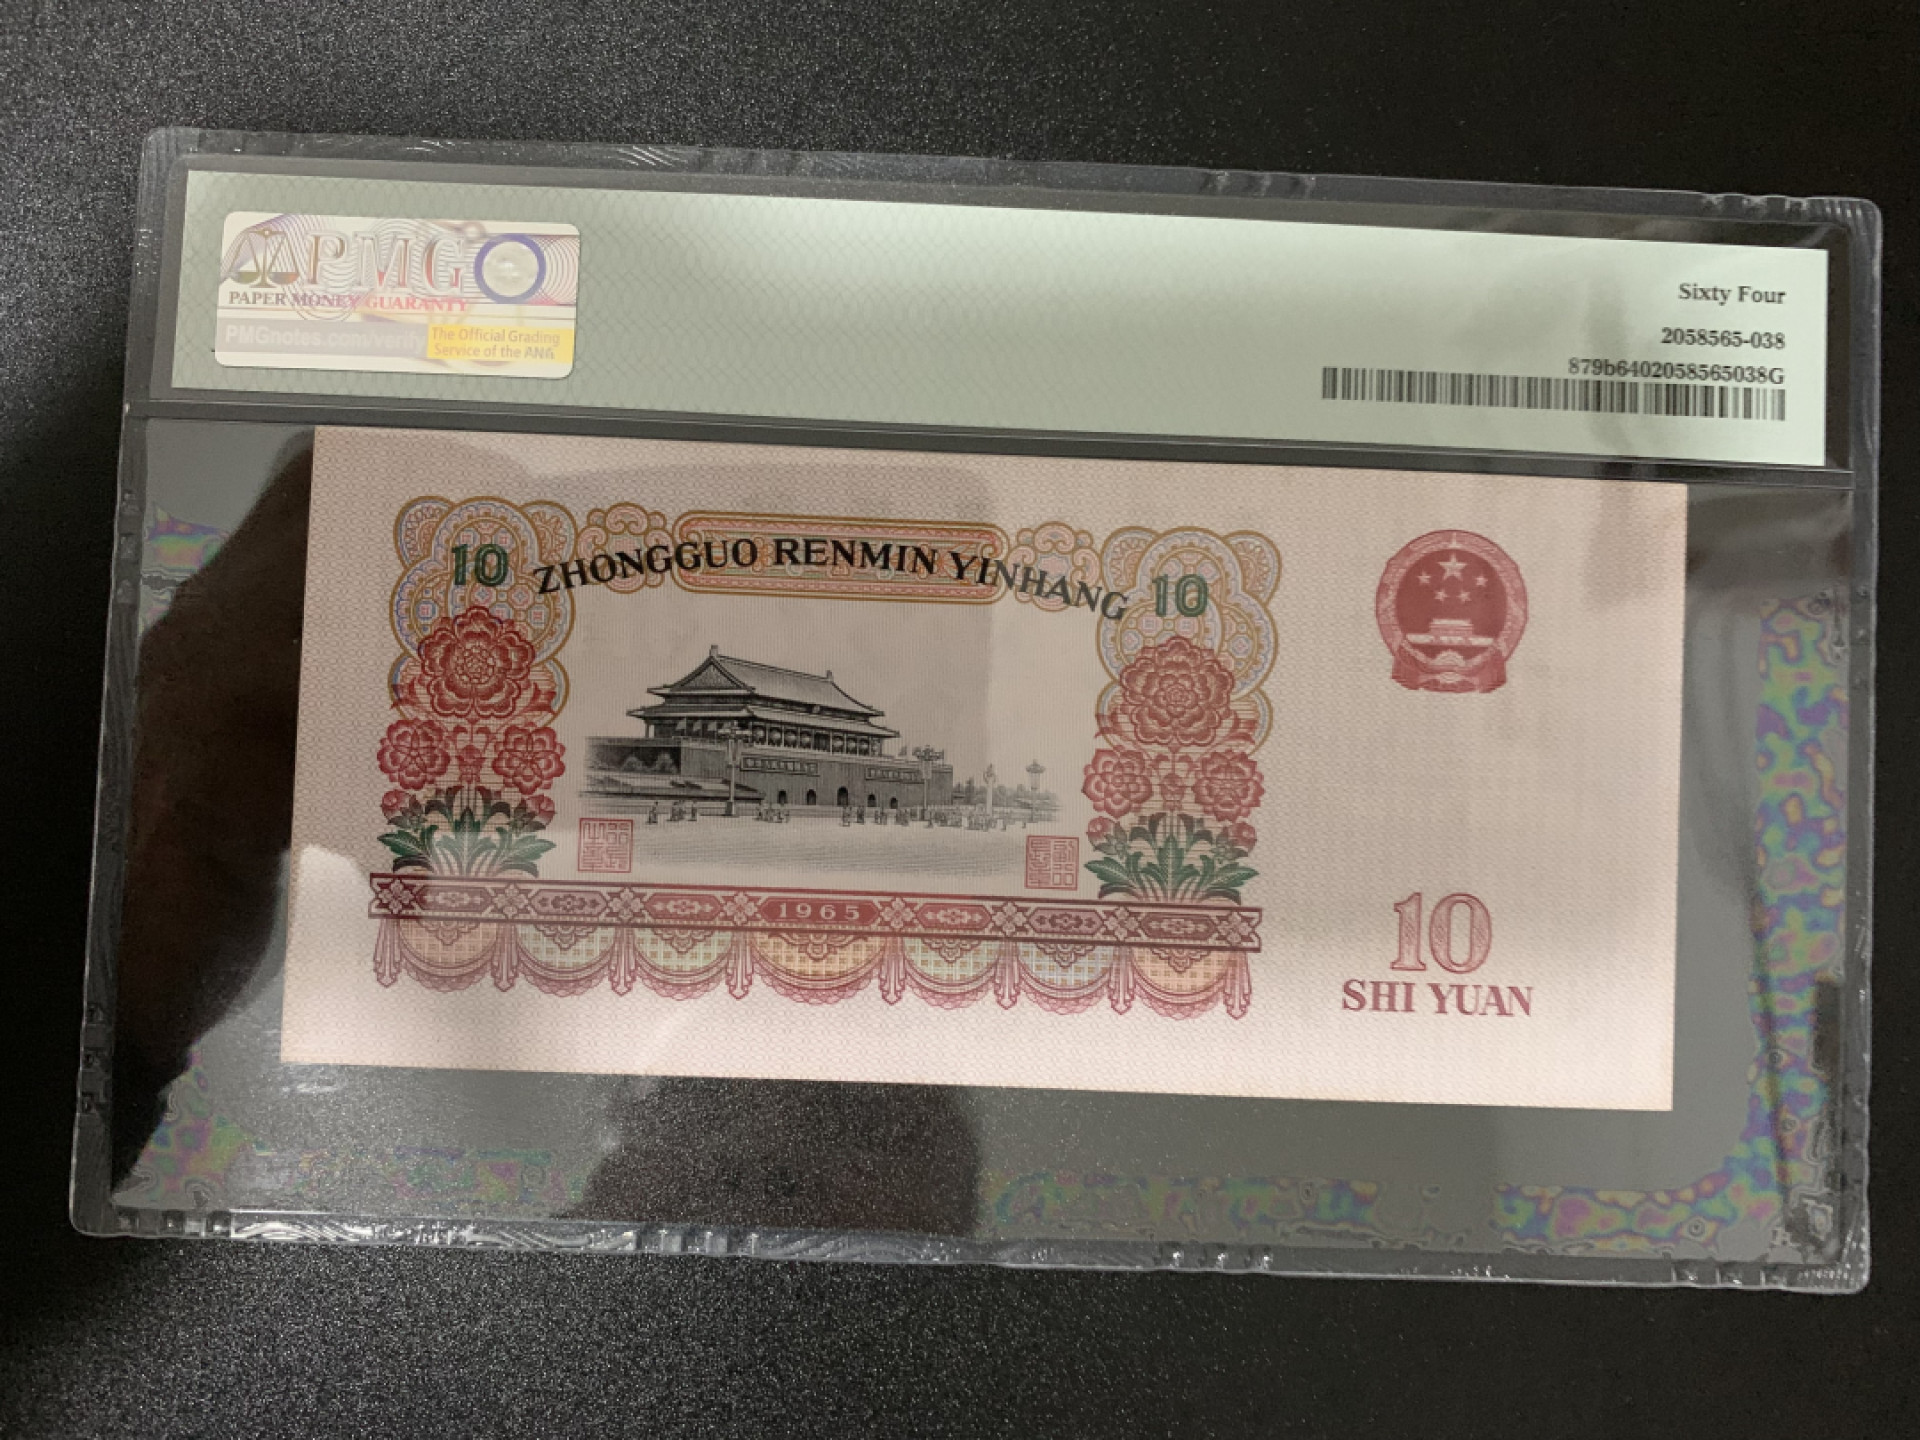 PMG
PAPER MONEY GUARANTY
PMGnotes.com/verify
The Official Grading
Service of the ANA
Sixty Four
2058565-038
879b6402058565038G
10 ZHONGGUO RENMIN YINHANG 10
1965
10
SHI YUAN